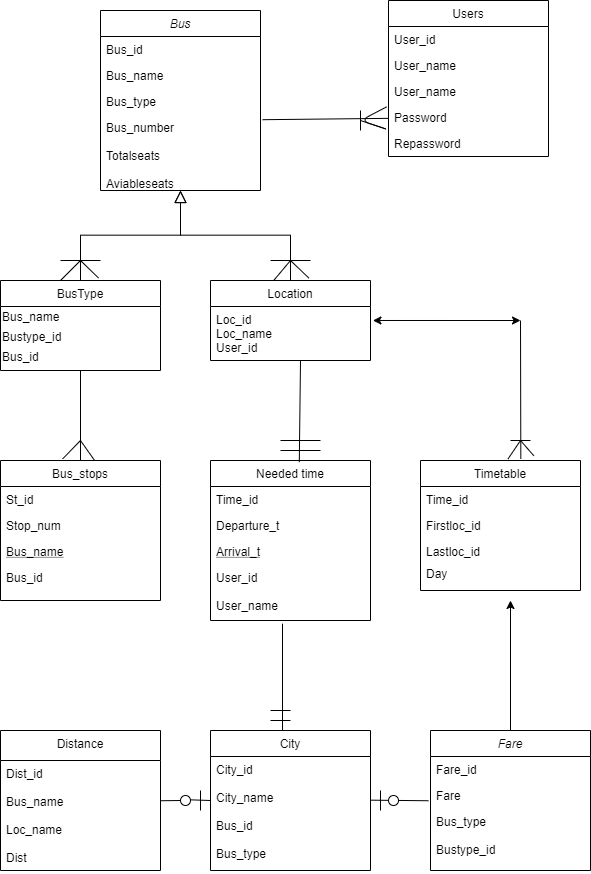 Bus
Bus_id
Bus_name
Bus_type
Bus_number
Totalseats
Aviableseats
Users
User_id
User_name
User_name
Password
Repassword
BusType
Bus_name
Bustype_id
Bus_id
Location
Loc_id
Loc_name
User_id
Bus_stops
St_id
Stop_num
Bus_name
Bus_id
Needed time
Time_id
Departure_t
Arrival_t
User_id
User_name
Timetable
Time_id
Firstloc_id
Lastloc_id
Day
Distance
Dist_id
Bus_name
Loc_name
Dist
City
City_id
City_name
Bus_id
Bus_type
Fare
Fare_id
Fare
Bus_type
Bustype_id